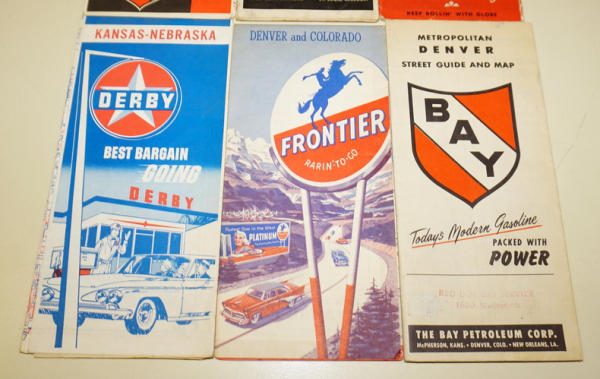 KEEP ROLLIN' WITH GLOBE
KANSAS-NEBRASKA
DERBY
BEST BARGAIN
GOING
DERBY
DENVER and COLORADO
FRONTIER
RARIN'-TO-GO
PLATINUM
METROPOLITAN
DENVER
STREET GUIDE AND MAP
BAY
Today's Modern Gasoline
PACKED WITH
POWER
THE BAY PETROLEUM CORP.
McPHERSON, KANS. • DENVER, COLO. • NEW ORLEANS, LA.